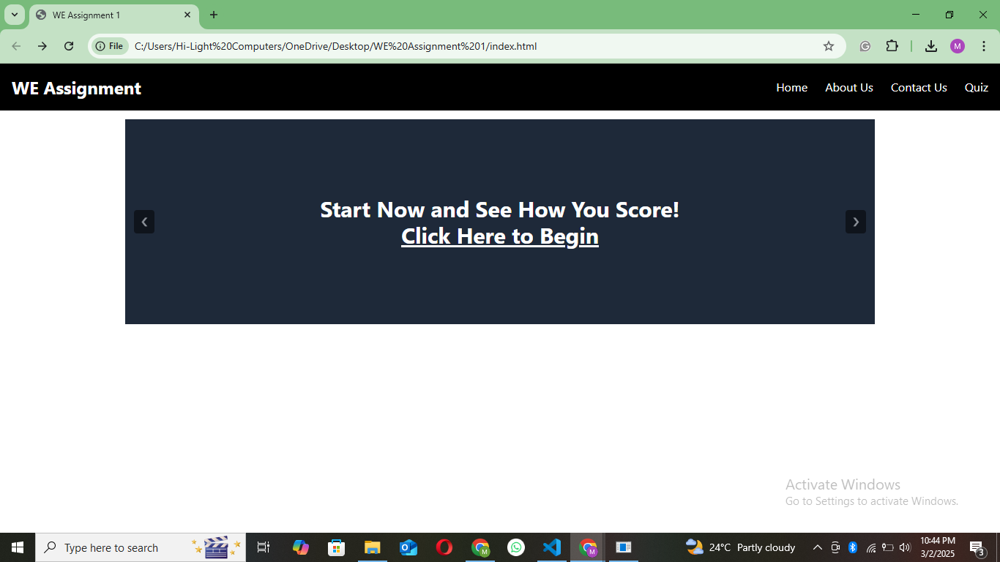 WE Assignment 1
File C:/Users/Hi-Light%20Computers/OneDrive/Desktop/WE%20Assignment%201/index.html
M
WE Assignment
Home About Us Contact Us Quiz
❮ ❯
Start Now and See How You Score!
Click Here to Begin
Activate Windows
Go to Settings to activate Windows.
Type here to search
24°C Partly cloudy
10:44 PM
3/2/2025
3